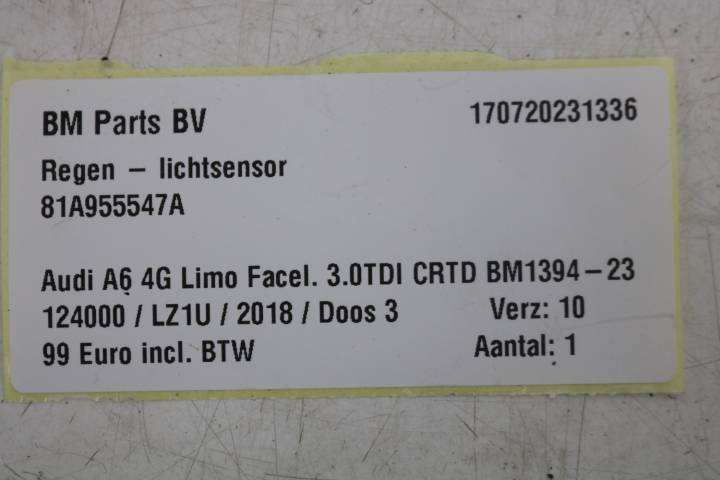 BM Parts BV 170720231336
Regen – lichtsensor
81A955547A
Audi A6 4G Limo Facel. 3.0TDI CRTD BM1394–23
124000 / LZ1U / 2018 / Doos 3 Verz: 10
99 Euro incl. BTW Aantal: 1